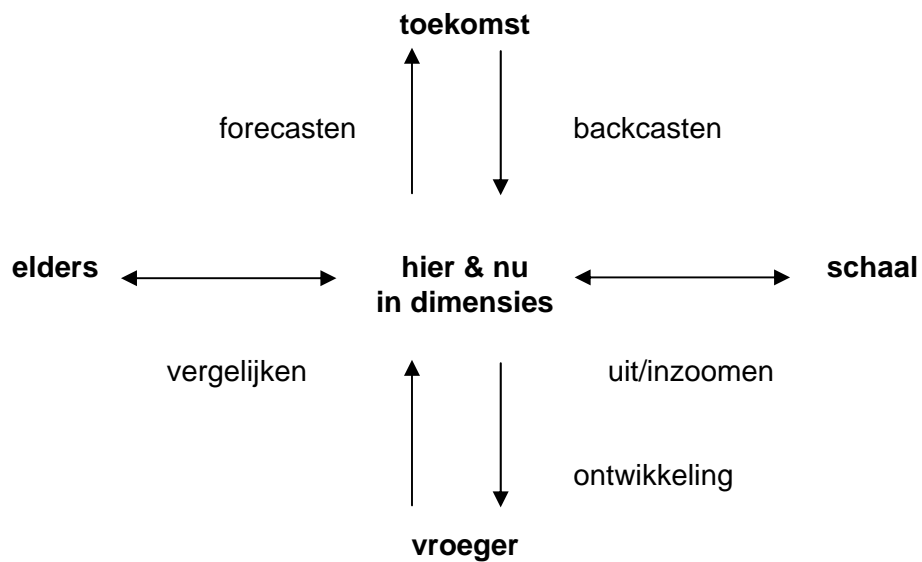 toekomst
forecasten
backcasten
elders
hier & nu
in dimensies
schaal
vergelijken
uit/inzoomen
ontwikkeling
vroeger